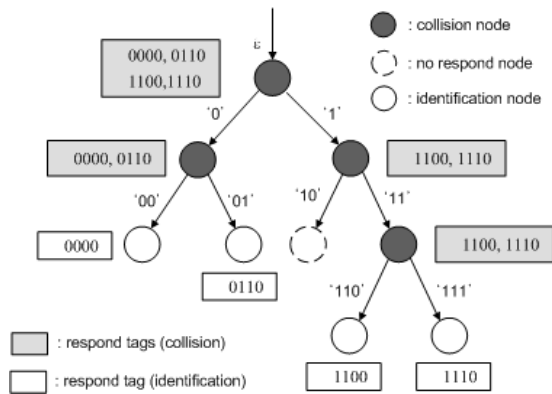 ε
: collision node
0000, 0110
1100,1110
: no respond node
: identification node
‘0’
‘1’
0000, 0110
1100, 1110
‘00’
‘01’
‘10’
‘11’
0000
1100, 1110
0110
‘110’
‘111’
: respond tags (collision)
1100
1110
: respond tag (identification)